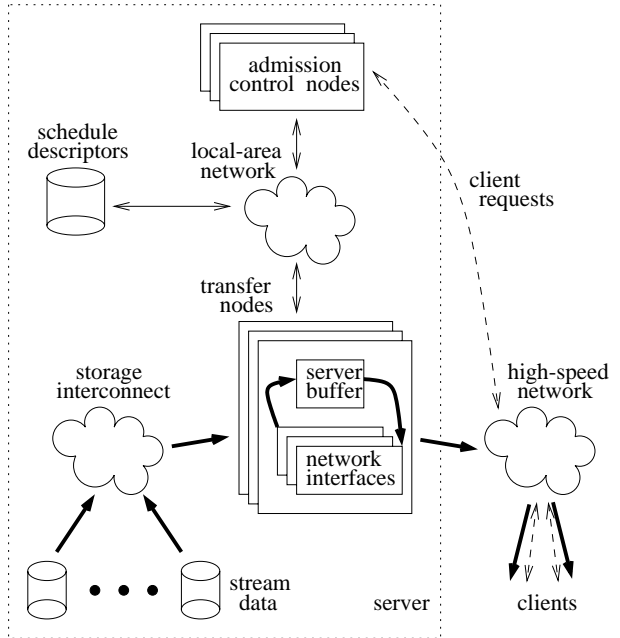 admission
control nodes
schedule
descriptors
local-area
network
client
requests
transfer
nodes
storage
interconnect
server
buffer
high-speed
network
network
interfaces
stream
data
server
clients